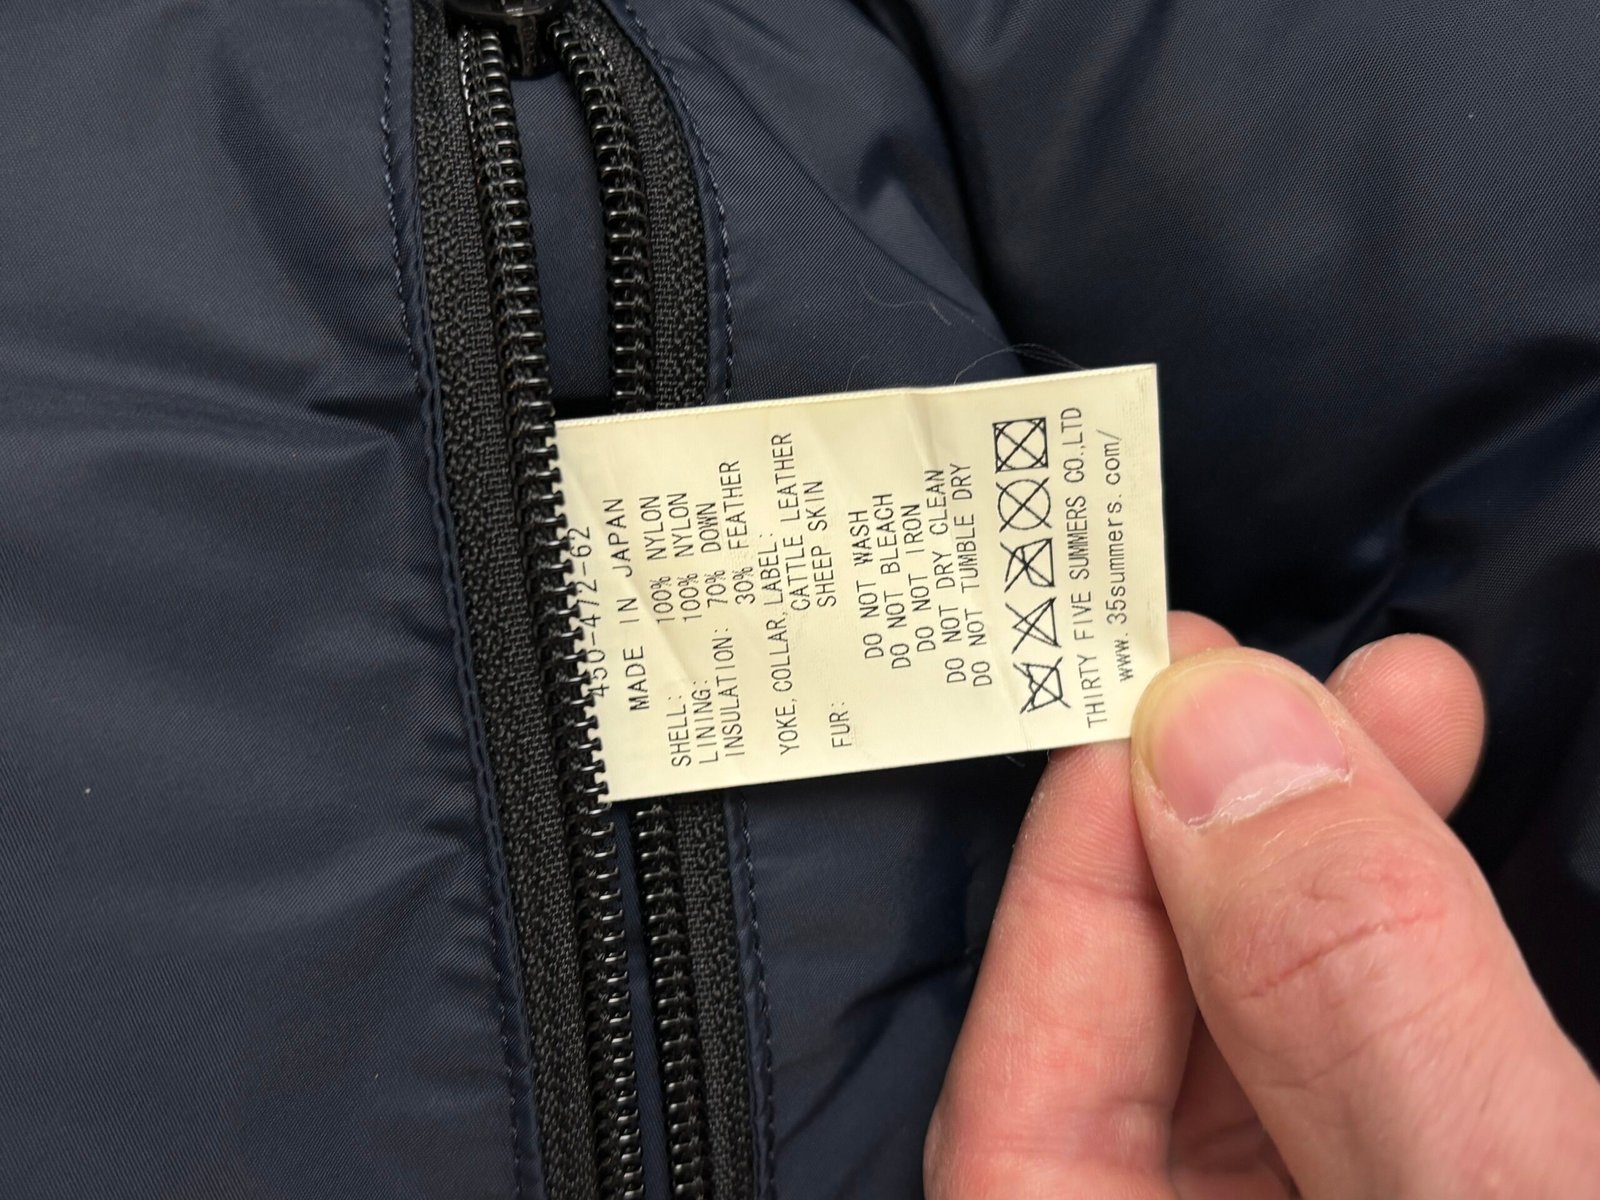 450-472-62
MADE IN JAPAN
SHELL: 100% NYLON
LINING: 100% NYLON
INSULATION: 70% DOWN
30% FEATHER
YOKE, COLLAR, LABEL:
CATTLE LEATHER
FUR: SHEEP SKIN
DO NOT WASH
DO NOT BLEACH
DO NOT IRON
DO NOT DRY CLEAN
DO NOT TUMBLE DRY
THIRTY FIVE SUMMERS CO.,LTD
www.35summers.com/